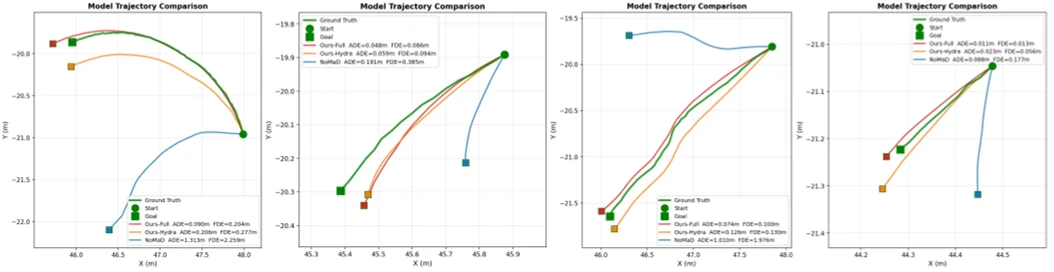 Model Trajectory Comparison
Y (m)
−20.0
−20.5
−21.0
−21.5
−22.0
Ground Truth
Start
Goal
Ours-Full ADE=0.090m FDE=0.204m
Ours-Hydra ADE=0.206m FDE=0.277m
NoMaD ADE=1.313m FDE=2.259m
46.0 46.5 47.0 47.5 48.0
X (m)
Model Trajectory Comparison
Y (m)
−19.8
−19.9
−20.0
−20.1
−20.2
−20.3
−20.4
Ground Truth
Start
Goal
Ours-Full ADE=0.048m FDE=0.086m
Ours-Hydra ADE=0.059m FDE=0.094m
NoMaD ADE=0.191m FDE=0.385m
45.3 45.4 45.5 45.6 45.7 45.8 45.9
X (m)
Model Trajectory Comparison
Y (m)
−19.5
−20.0
−20.5
−21.0
−21.5
Ground Truth
Start
Goal
Ours-Full ADE=0.074m FDE=0.100m
Ours-Hydra ADE=0.126m FDE=0.130m
NoMaD ADE=1.010m FDE=1.976m
46.0 46.5 47.0 47.5 48.0
X (m)
Model Trajectory Comparison
Y (m)
−21.0
−21.1
−21.2
−21.3
−21.4
Ground Truth
Start
Goal
Ours-Full ADE=0.011m FDE=0.013m
Ours-Hydra ADE=0.023m FDE=0.056m
NoMaD ADE=0.088m FDE=0.177m
44.2 44.3 44.4 44.5
X (m)